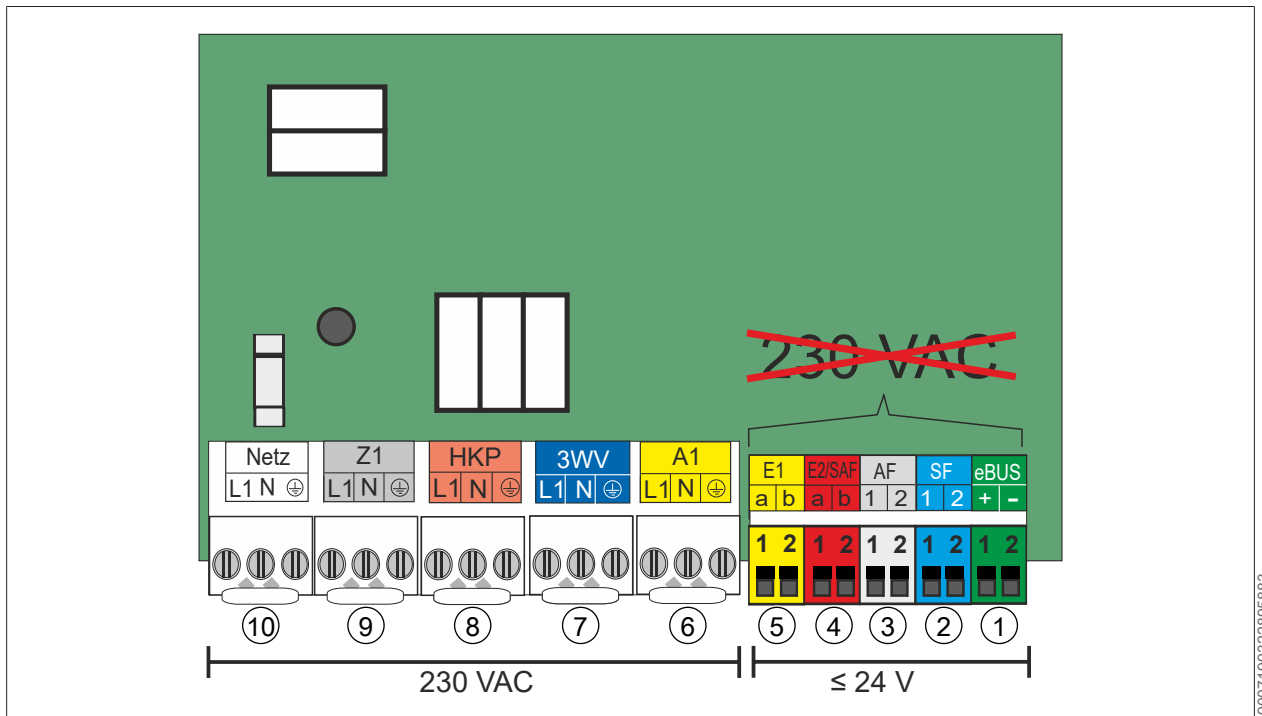 230 VAC
Netz Z1 HKP 3WV A1
L1 N L1 N L1 N L1 N L1 N
E1 E2/SAF AF SF eBUS
a b a b 1 2 1 2 + -
1 2 1 2 1 2 1 2 1 2
10 9 8 7 6 5 4 3 2 1
230 VAC ≤ 24 V